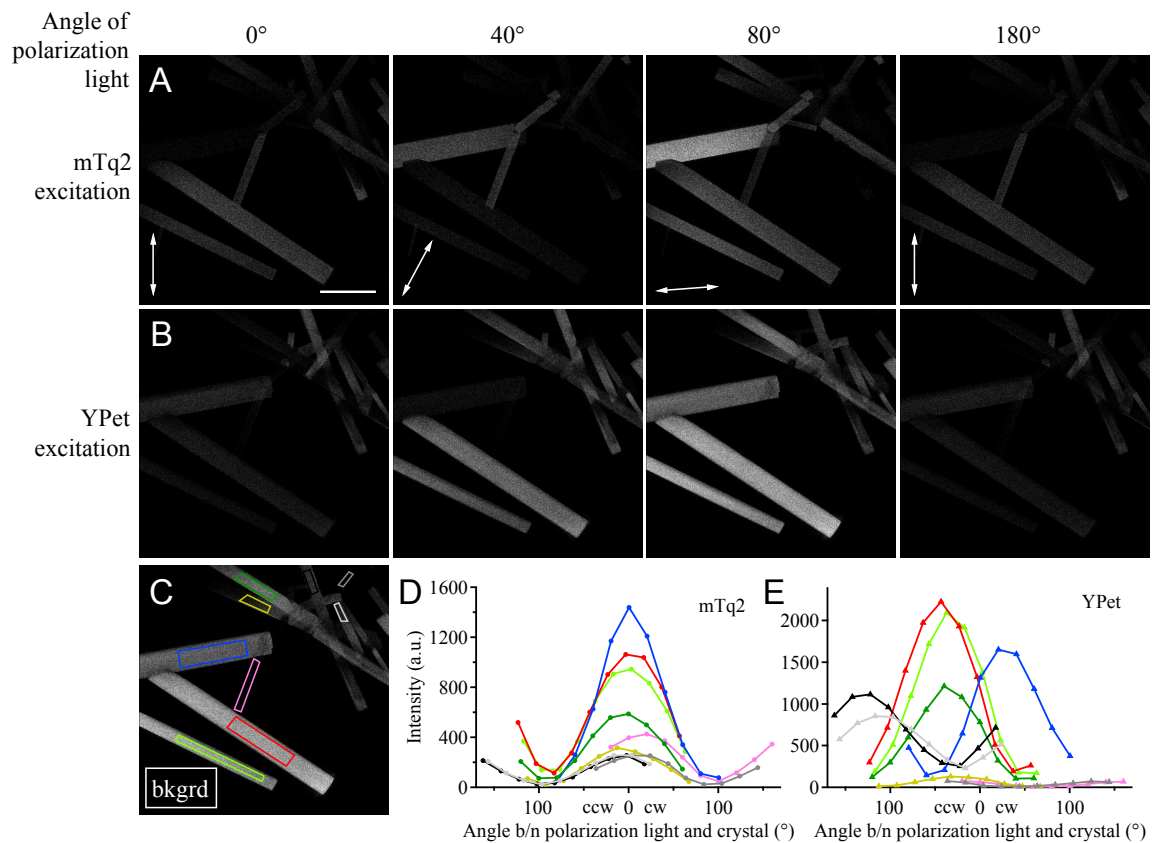 Angle of
polarization
light
0°
40°
80°
180°
A
mTq2
excitation
B
YPet
excitation
C
bkgrd
D
mTq2
1600
1200
800
400
0
Intensity (a.u.)
100
ccw
0
cw
100
Angle b/n polarization light and crystal (°)
E
YPet
2000
1500
1000
500
0
100
ccw
0
cw
100
Angle b/n polarization light and crystal (°)